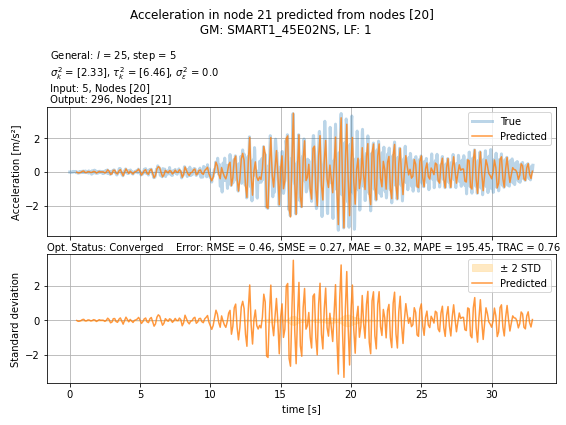 Acceleration in node 21 predicted from nodes [20]
GM: SMART1_45E02NS, LF: 1
General: l = 25, step = 5
σ²ₖ = [2.33], τ²ₖ = [6.46], σ²ε = 0.0
Input: 5, Nodes [20]
Output: 296, Nodes [21]
Acceleration [m/s²]
2
0
−2
True
Predicted
Opt. Status: Converged Error: RMSE = 0.46, SMSE = 0.27, MAE = 0.32, MAPE = 195.45, TRAC = 0.76
Standard deviation
2
0
−2
± 2 STD
Predicted
0 5 10 15 20 25 30
time [s]